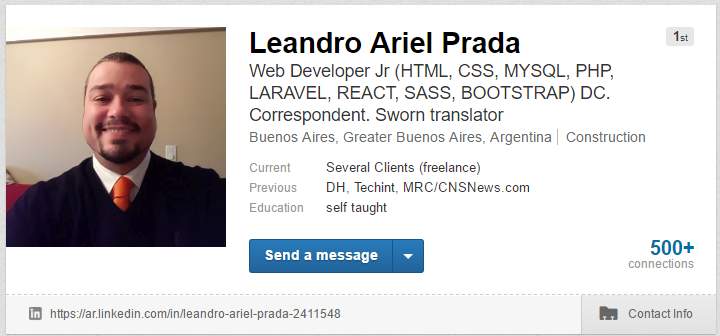 Leandro Ariel Prada
1st
Web Developer Jr (HTML, CSS, MYSQL, PHP,
LARAVEL, REACT, SASS, BOOTSTRAP) DC.
Correspondent. Sworn translator
Buenos Aires, Greater Buenos Aires, Argentina | Construction
Current Several Clients (freelance)
Previous DH, Techint, MRC/CNSNews.com
Education self taught
Send a message
500+
connections
in https://ar.linkedin.com/in/leandro-ariel-prada-2411548
Contact Info